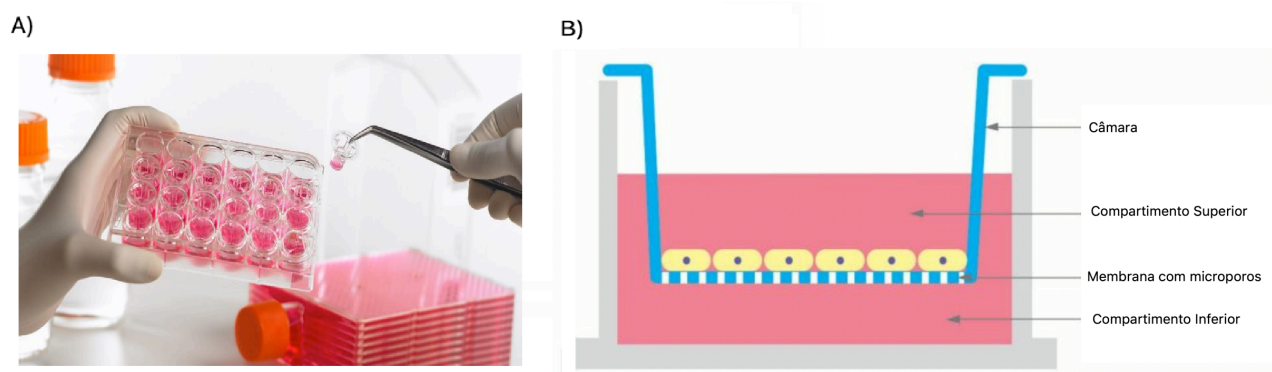 A)
B)
Câmara
Compartimento Superior
Membrana com microporos
Compartimento Inferior